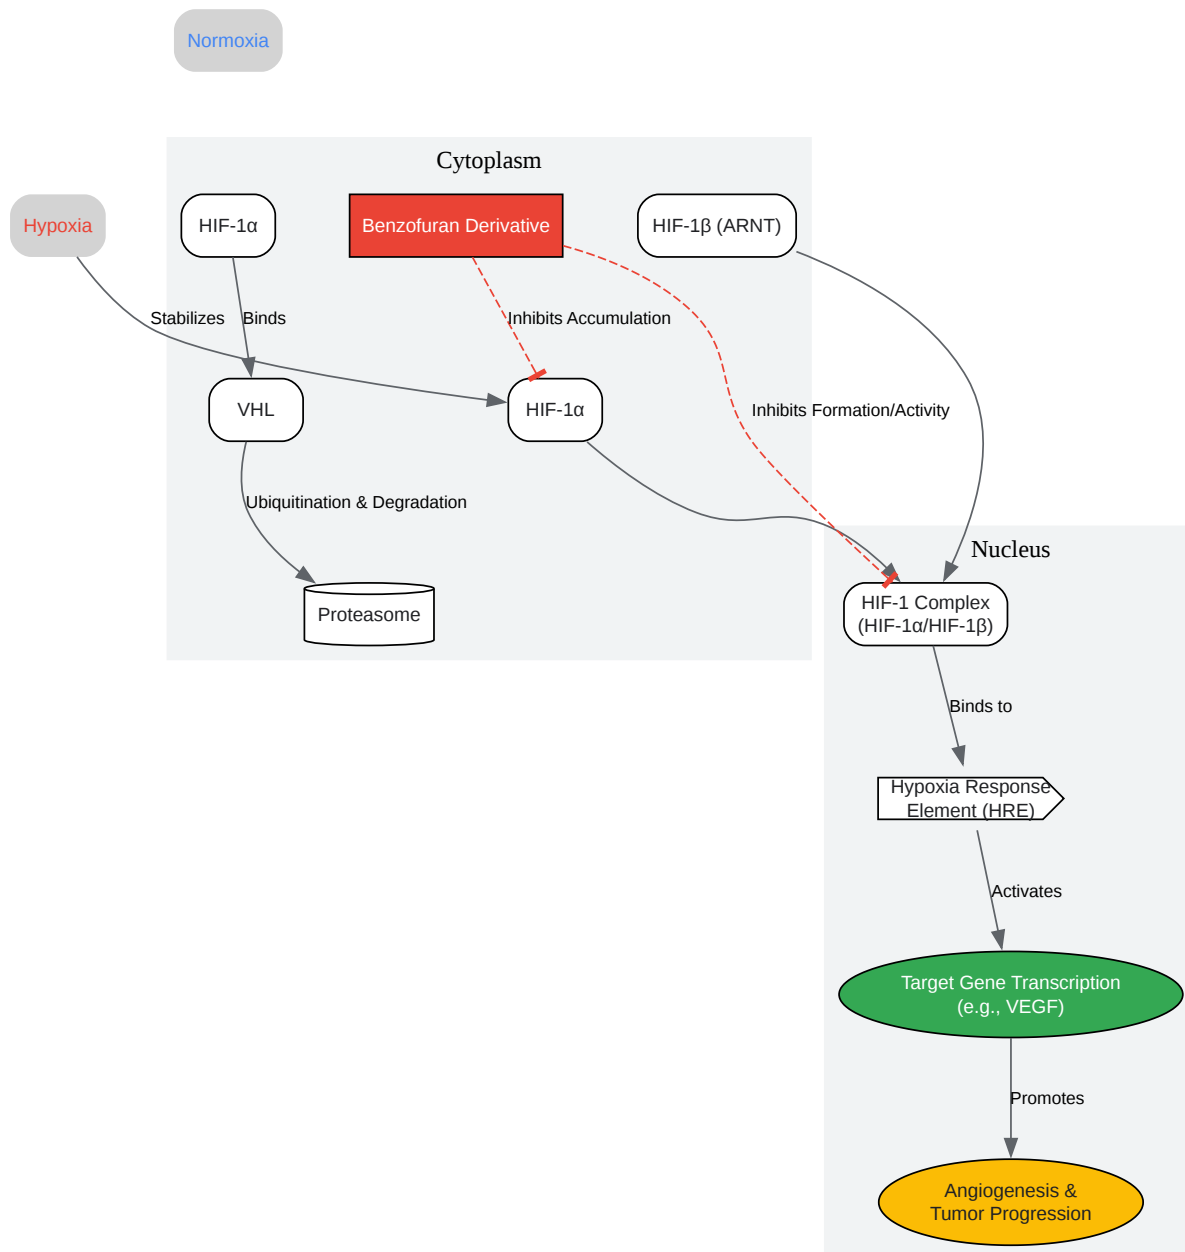 Normoxia
Cytoplasm
Hypoxia
HIF-1α
Benzofuran Derivative
HIF-1β (ARNT)
Stabilizes
Binds
Inhibits Accumulation
VHL
HIF-1α
Inhibits Formation/Activity
Ubiquitination & Degradation
Nucleus
Proteasome
HIF-1 Complex
(HIF-1α/HIF-1β)
Binds to
Hypoxia Response
Element (HRE)
Activates
Target Gene Transcription
(e.g., VEGF)
Promotes
Angiogenesis &
Tumor Progression